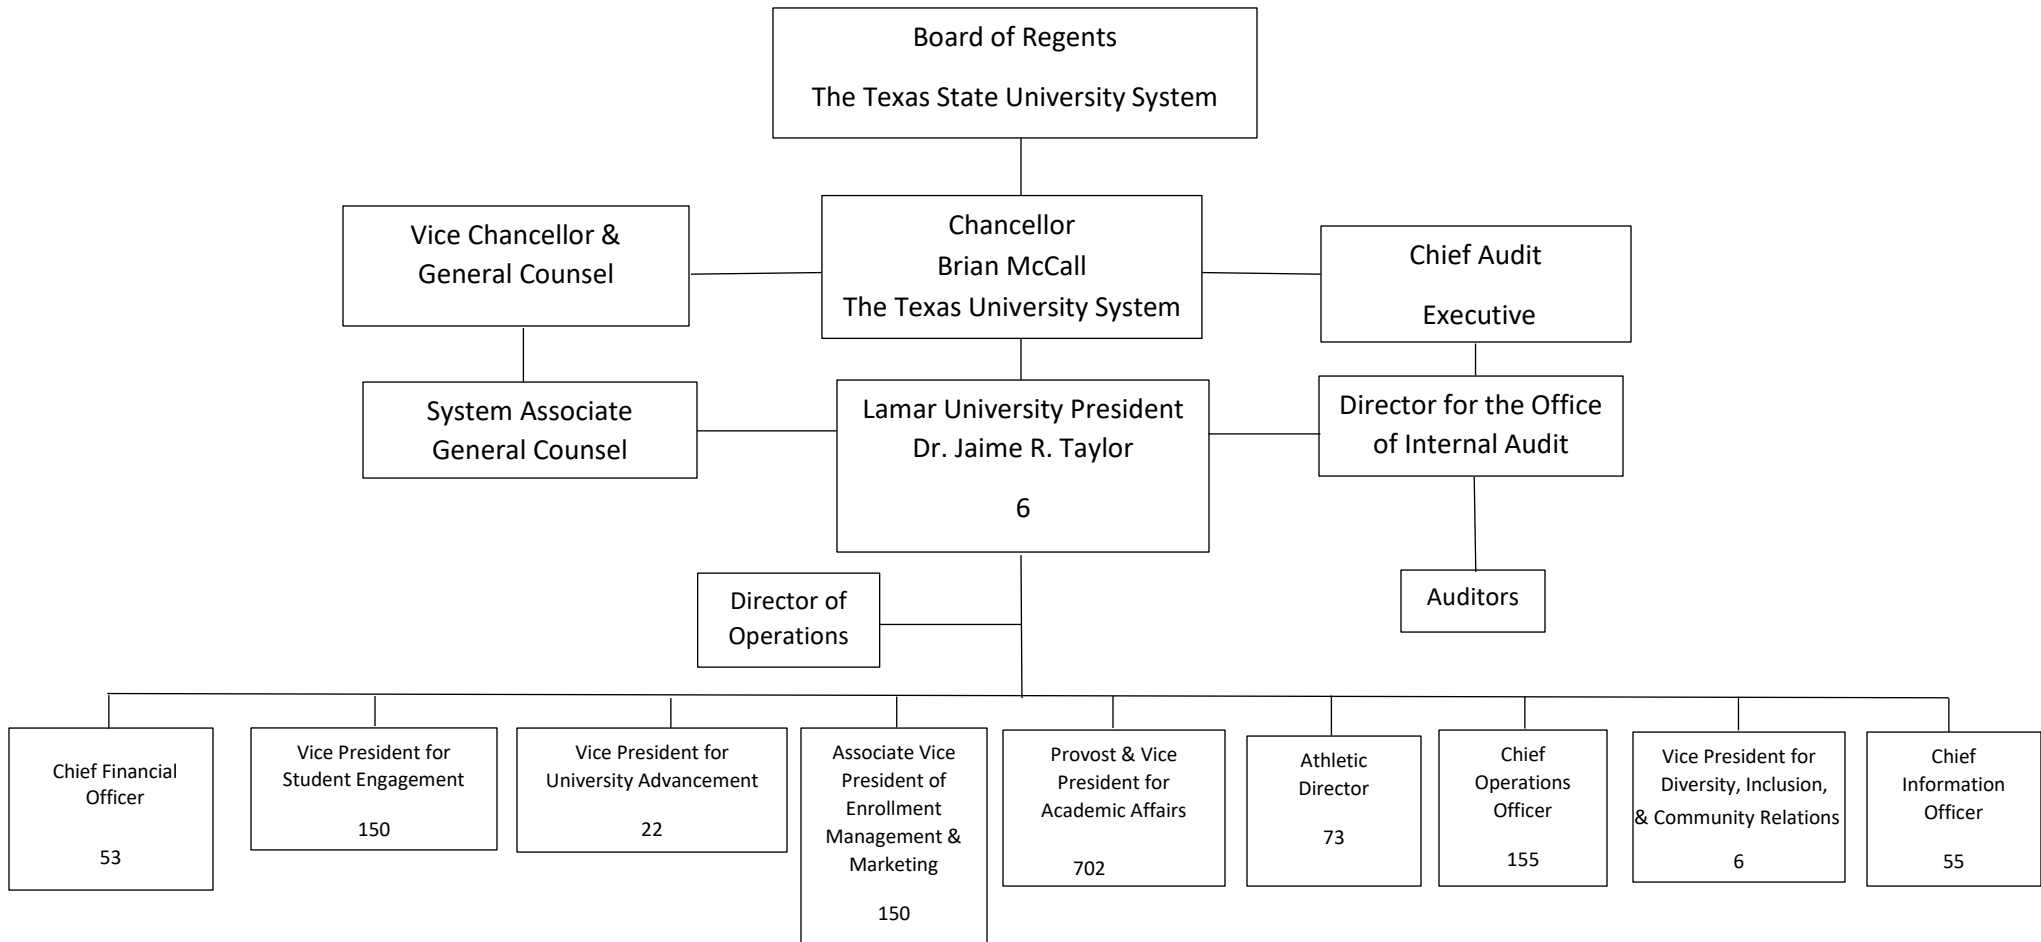 Board of Regents
The Texas State University System
Vice Chancellor &
General Counsel
Chancellor
Brian McCall
The Texas University System
Chief Audit
Executive
System Associate
General Counsel
Lamar University President
Dr. Jaime R. Taylor
6
Director for the Office
of Internal Audit
Director of
Operations
Auditors
Chief Financial
Officer
53
Vice President for
Student Engagement
150
Vice President for
University Advancement
22
Associate Vice
President of
Enrollment
Management &
Marketing
150
Provost & Vice
President for
Academic Affairs
702
Athletic
Director
73
Chief
Operations
Officer
155
Vice President for
Diversity, Inclusion,
& Community Relations
6
Chief
Information
Officer
55